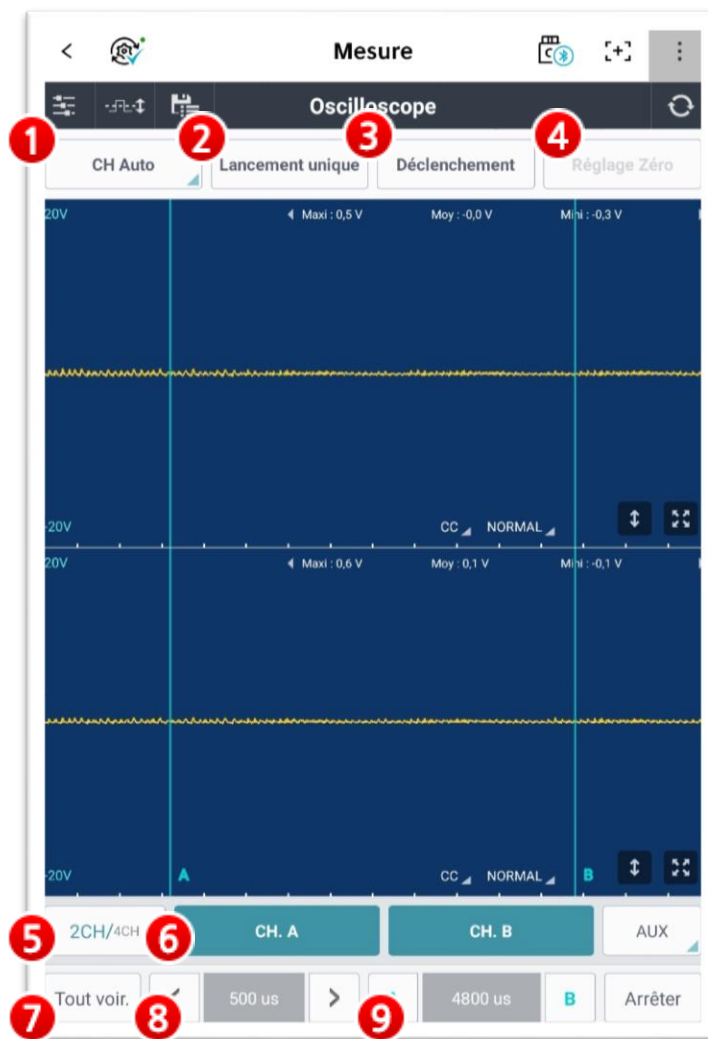 Mesure
Oscilloscope
1 2 3 4
CH Auto Lancement unique Déclenchement Réglage Zéro
20V Maxi : 0,5 V Moy : -0,0 V Mini : -0,3 V
-20V CC NORMAL
20V Maxi : 0,6 V Moy : 0,1 V Mini : -0,1 V
-20V A CC NORMAL B
5 2CH/4CH 6 CH. A CH. B AUX
Tout voir. < 500 us > 4800 us B Arrêter
7 8 9